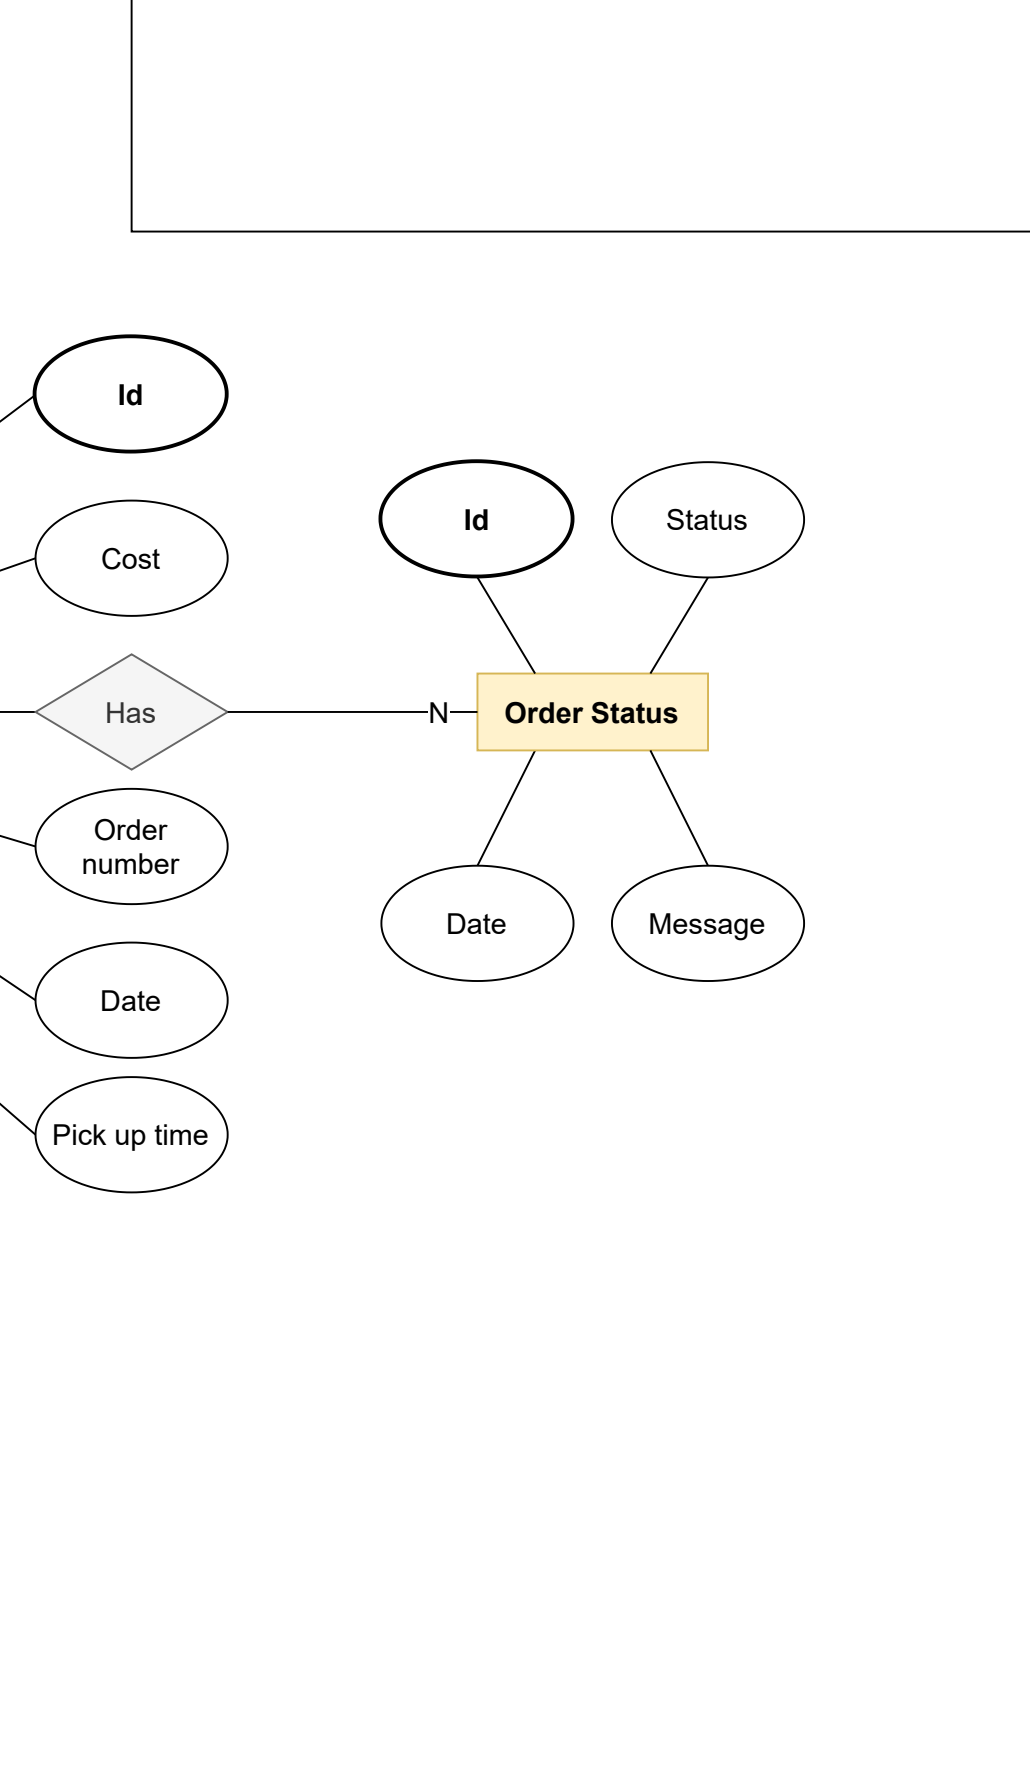 Id
Cost
Id
Status
Has
N
Order Status
Order
number
Date
Message
Date
Pick up time